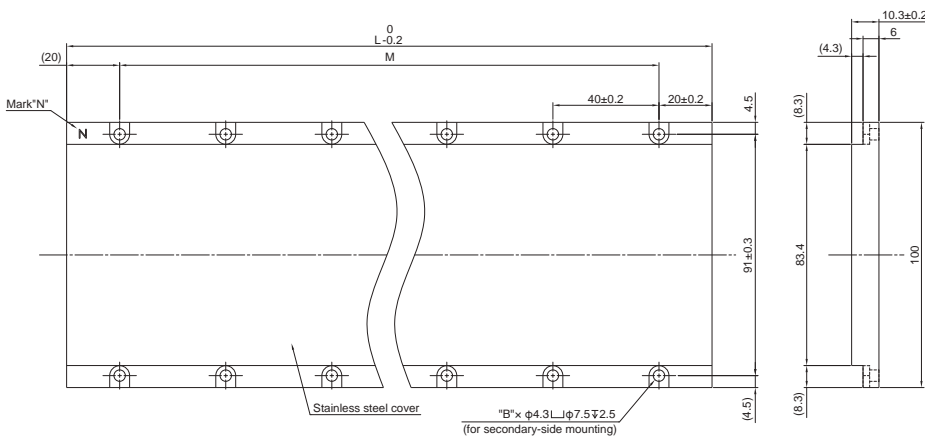 10.3±0.2
0
L-0.2
6
(20)
M
(4.3)
Mark"N"
40±0.2
20±0.2
4.5
(8.3)
N
91±0.3
83.4
100
Stainless steel cover
(4.5)
(8.3)
"B"× ϕ4.3⌴ϕ7.5↧2.5
(for secondary-side mounting)